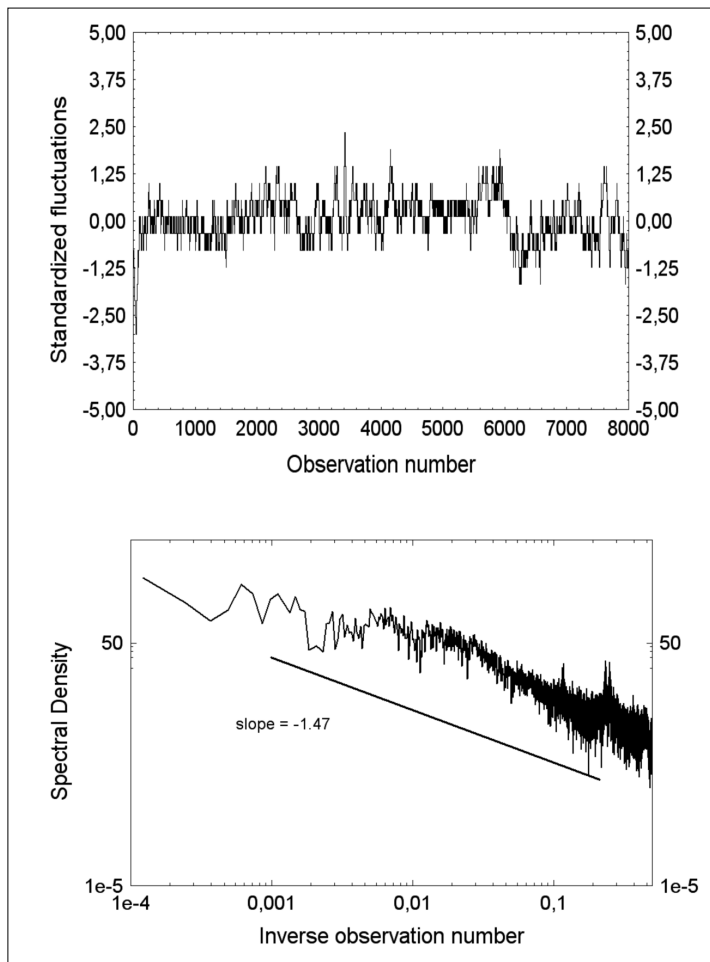 5,00 5,00
3,75 3,75
2,50 2,50
1,25 1,25
0,00 0,00
-1,25 -1,25
-2,50 -2,50
-3,75 -3,75
-5,00 -5,00
Standardized fluctuations
0 1000 2000 3000 4000 5000 6000 7000 8000
Observation number
50 50
slope = -1.47
Spectral Density
1e-5 1e-5
1e-4 0,001 0,01 0,1
Inverse observation number